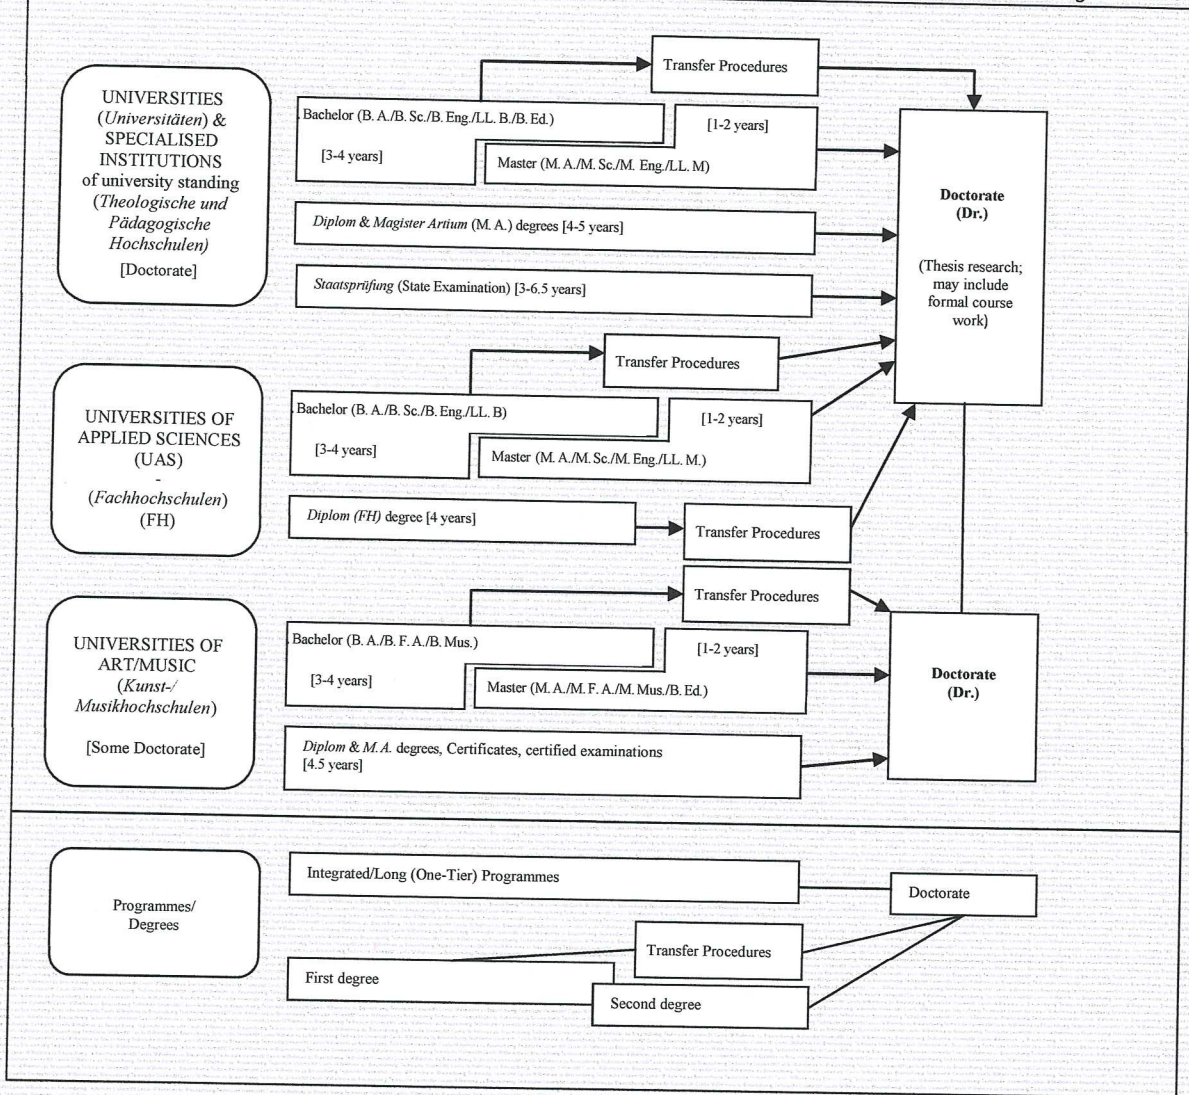 UNIVERSITIES
(Universitäten) &
SPECIALISED
INSTITUTIONS
of university standing
(Theologische und
Pädagogische
Hochschulen)
[Doctorate]
Transfer Procedures
Bachelor (B. A./B. Sc./B. Eng./LL. B./B. Ed.)
[1-2 years]
[3-4 years]
Master (M. A./M. Sc./M. Eng./LL. M)
Diplom & Magister Artium (M. A.) degrees [4-5 years]
Staatsprüfung (State Examination) [3-6.5 years]
Doctorate
(Dr.)
(Thesis research;
may include
formal course
work)
UNIVERSITIES OF
APPLIED SCIENCES
(UAS)
-
(Fachhochschulen)
(FH)
Transfer Procedures
Bachelor (B. A./B. Sc./B. Eng./LL. B)
[1-2 years]
[3-4 years]
Master (M. A./M. Sc./M. Eng./LL. M.)
Diplom (FH) degree [4 years]
Transfer Procedures
UNIVERSITIES OF
ART/MUSIC
(Kunst-/
Musikhochschulen)
[Some Doctorate]
Transfer Procedures
Bachelor (B. A./B. F. A./B. Mus.)
[1-2 years]
[3-4 years]
Master (M. A./M. F. A./M. Mus./B. Ed.)
Diplom & M. A. degrees, Certificates, certified examinations
[4.5 years]
Doctorate
(Dr.)
Programmes/
Degrees
Integrated/Long (One-Tier) Programmes
Doctorate
Transfer Procedures
First degree
Second degree